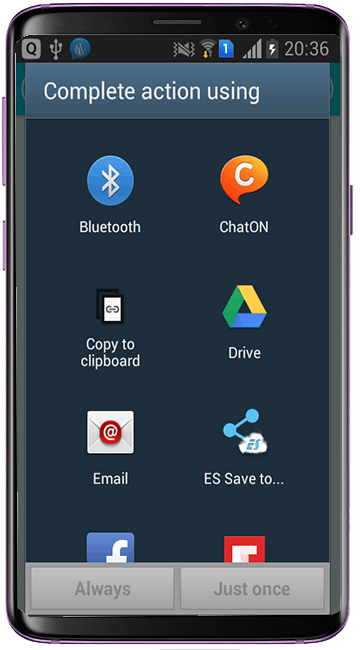 Q 1 20:36
Complete action using
C
Bluetooth ChatON
Copy to
clipboard
Drive
@
ES
Email ES Save to...
f
Always Just once